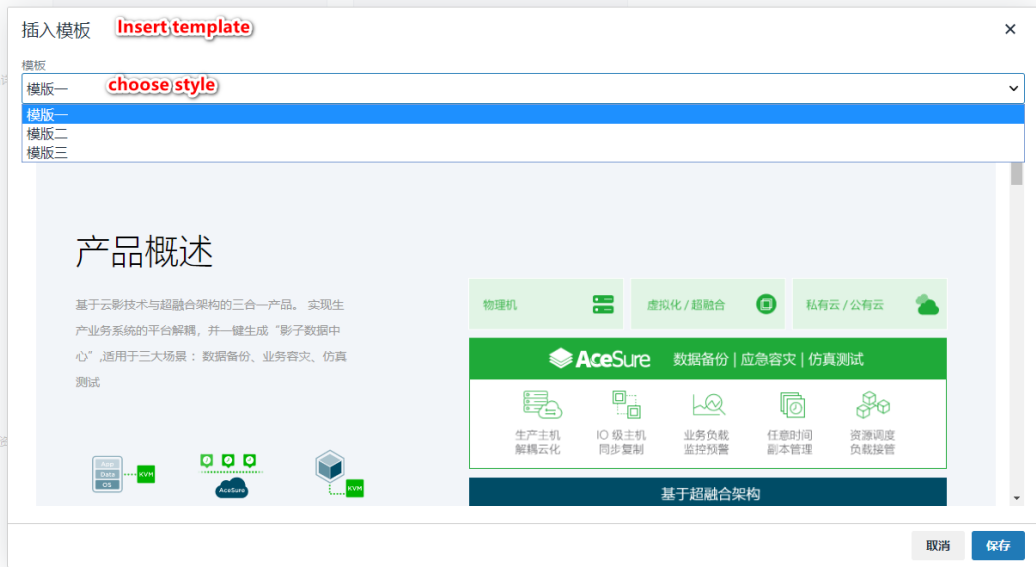 插入模板
Insert template
模板
模版一
choose style
模版一
模版二
模版三
产品概述
基于云影技术与超融合架构的三合一产品。 实现生
产业务系统的平台解耦，并一键生成“影子数据中
心”,适用于三大场景： 数据备份、业务容灾、仿真
测试
物理机
虚拟化 / 超融合
私有云 / 公有云
AceSure
数据备份 | 应急容灾 | 仿真测试
生产主机
解耦云化
IO 级主机
同步复制
业务负载
监控预警
任意时间
副本管理
资源调度
负载接管
App
Data
OS
KVM
AceSure
KVM
基于超融合架构
取消
保存